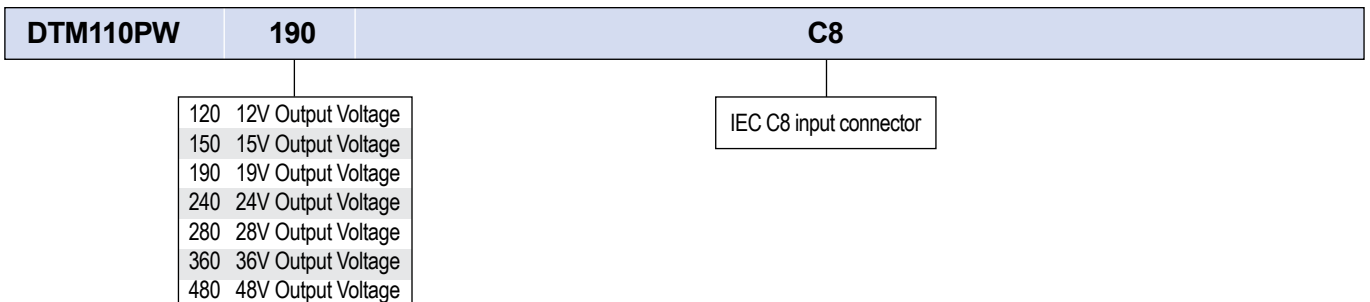 DTM110PW 190 C8
120 12V Output Voltage
150 15V Output Voltage
190 19V Output Voltage
240 24V Output Voltage
280 28V Output Voltage
360 36V Output Voltage
480 48V Output Voltage
IEC C8 input connector